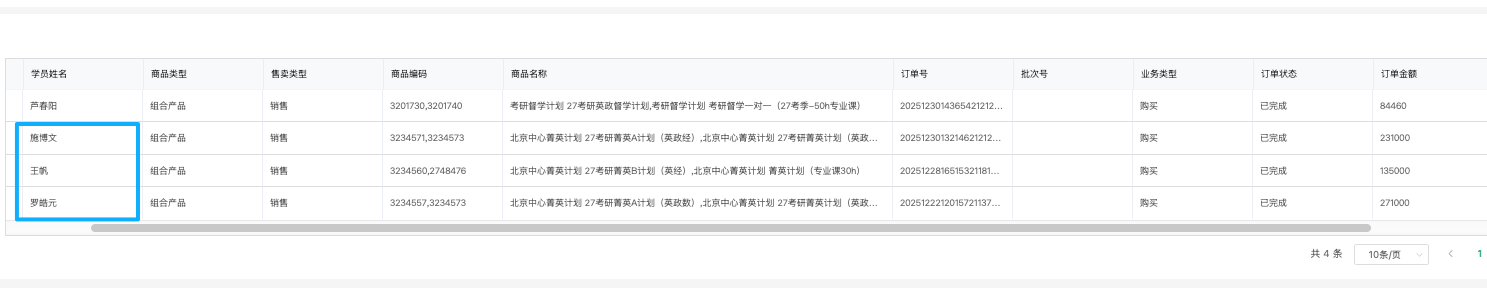 学员姓名 商品类型 售卖类型 商品编码 商品名称 订单号 批次号 业务类型 订单状态 订单金额
芦春阳 组合产品 销售 3201730,3201740 考研督学计划 27考研英政督学计划,考研督学计划 考研督学一对一（27考季–50h专业课） 2025123014365421212... 购买 已完成 84460
施博文 组合产品 销售 3234571,3234573 北京中心菁英计划 27考研菁英A计划（英政经）,北京中心菁英计划 27考研菁英计划（英政... 2025123013214621212... 购买 已完成 231000
王帆 组合产品 销售 3234560,2748476 北京中心菁英计划 27考研菁英B计划（英经）,北京中心菁英计划 菁英计划（专业课30h） 2025122816515321181... 购买 已完成 135000
罗皓元 组合产品 销售 3234557,3234573 北京中心菁英计划 27考研菁英A计划（英政数）,北京中心菁英计划 27考研菁英计划（英政... 2025122212015721137... 购买 已完成 271000
共 4 条 10条/页 1